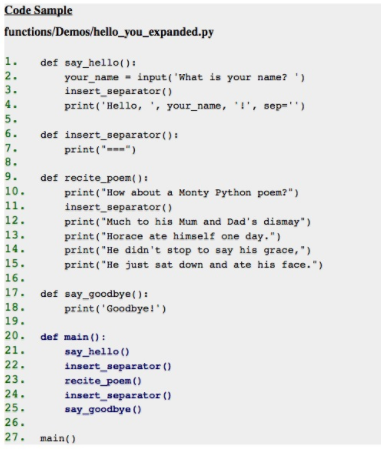 Code Sample
functions/Demos/hello_you_expanded.py
1. def say_hello():
2.     your_name = input('What is your name? ')
3.     insert_separator()
4.     print('Hello, ', your_name, '!', sep='')
5.
6. def insert_separator():
7.     print("===")
8.
9. def recite_poem():
10.     print("How about a Monty Python poem?")
11.     insert_separator()
12.     print("Much to his Mum and Dad's dismay")
13.     print("Horace ate himself one day.")
14.     print("He didn't stop to say his grace,")
15.     print("He just sat down and ate his face.")
16.
17. def say_goodbye():
18.     print('Goodbye!')
19.
20. def main():
21.     say_hello()
22.     insert_separator()
23.     recite_poem()
24.     insert_separator()
25.     say_goodbye()
26.
27. main()